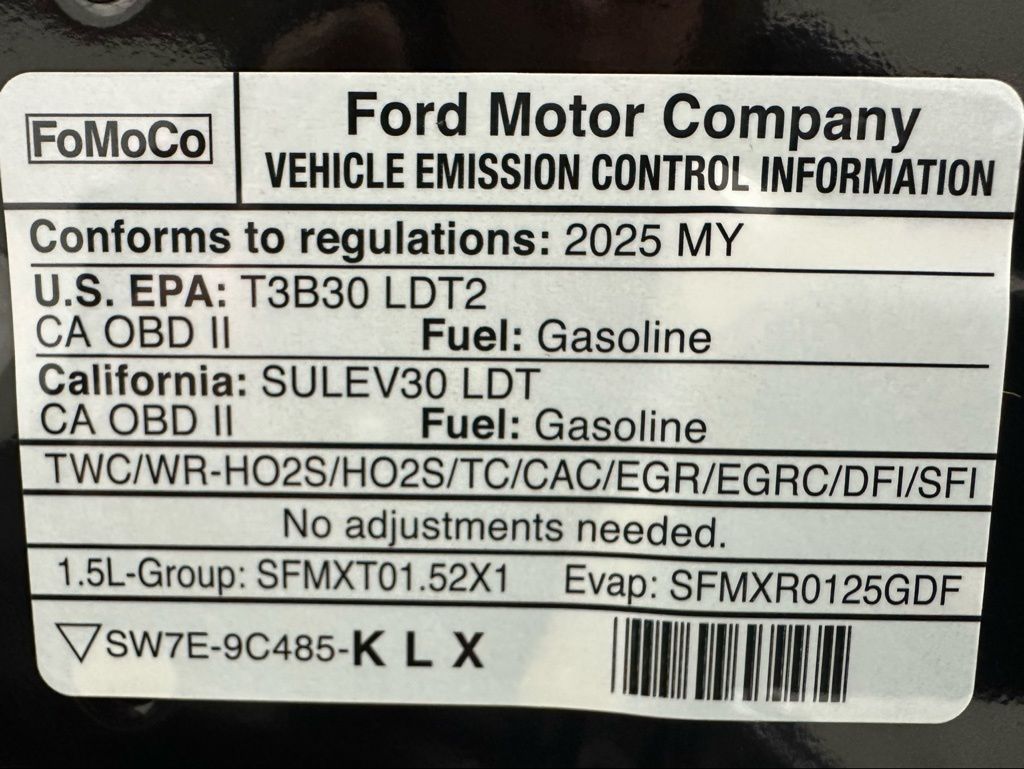 FoMoCo
Ford Motor Company
VEHICLE EMISSION CONTROL INFORMATION
Conforms to regulations: 2025 MY
U.S. EPA: T3B30 LDT2
CA OBD II Fuel: Gasoline
California: SULEV30 LDT
CA OBD II Fuel: Gasoline
TWC/WR-HO2S/HO2S/TC/CAC/EGR/EGRC/DFI/SFI
No adjustments needed.
1.5L-Group: SFMXT01.52X1 Evap: SFMXR0125GDF
▽SW7E-9C485-K L X